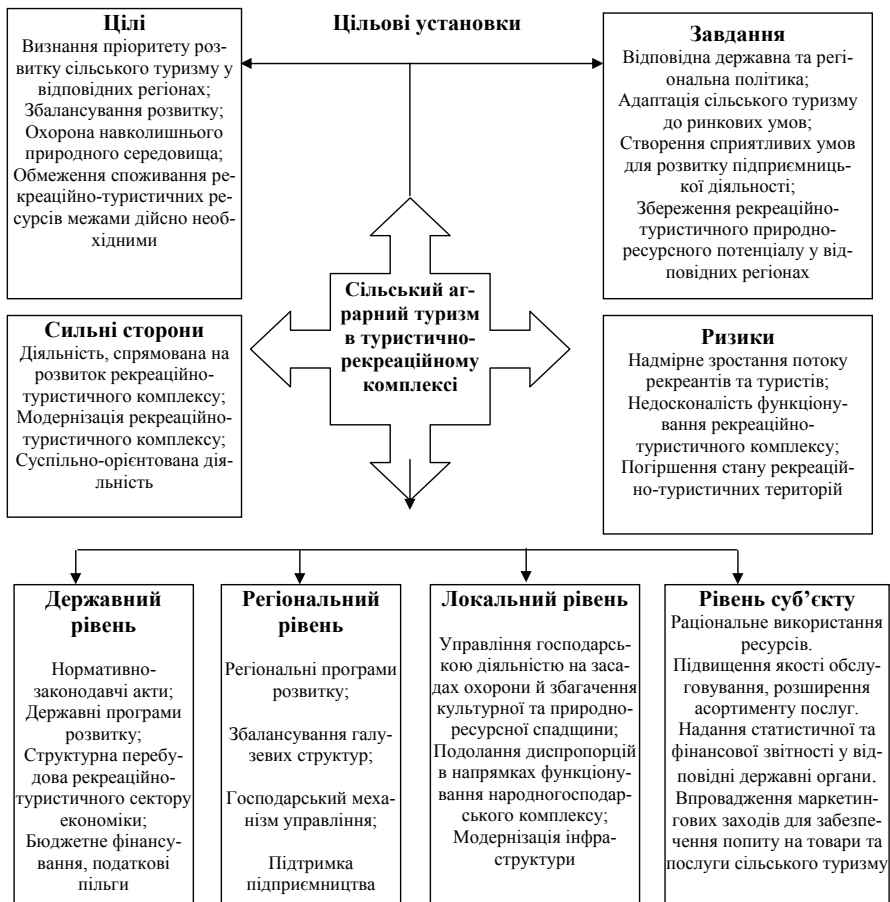 Цілі
Визнання пріоритету роз-
витку сільського туризму у
відповідних регіонах;
Збалансування розвитку;
Охорона навколишнього
природного середовища;
Обмеження споживання ре-
креаційно-туристичних ре-
сурсів межами дійсно необ-
хідними
Цільові установки
Завдання
Відповідна державна та регі-
ональна політика;
Адаптація сільського туризму
до ринкових умов;
Створення сприятливих умов
для розвитку підприємниць-
кої діяльності;
Збереження рекреаційно-
туристичного природно-
ресурсного потенціалу у від-
повідних регіонах
Сільський аг-
рарний туризм
в туристично-
рекреаційному
комплексі
Сильні сторони
Діяльність, спрямована на
розвиток рекреаційно-
туристичного комплексу;
Модернізація рекреаційно-
туристичного комплексу;
Суспільно-орієнтована дія-
льність
Ризики
Надмірне зростання потоку
рекреантів та туристів;
Недосконалість функціону-
вання рекреаційно-
туристичного комплексу;
Погіршення стану рекреацій-
но-туристичних територій
Державний
рівень
Нормативно-
законодавчі акти;
Державні програми
розвитку;
Структурна перебу-
дова рекреаційно-
туристичного сектору
економіки;
Бюджетне фінансу-
вання, податкові
пільги
Регіональний
рівень
Регіональні програми
розвитку;
Збалансування галу-
зевих структур;
Господарський меха-
нізм управління;
Підтримка
підприємництва
Локальний рівень
Управління господарсь-
кою діяльністю на заса-
дах охорони й збагачення
культурної та природно-
ресурсної спадщини;
Подолання диспропорцій
в напрямках функціону-
вання народногосподар-
ського комплексу;
Модернізація інфра-
структури
Рівень суб’єкту
Раціональне використання
ресурсів.
Підвищення якості обслу-
говування, розширення
асортименту послуг.
Надання статистичної та
фінансової звітності у від-
повідні державні органи.
Впровадження маркетин-
гових заходів для забезпе-
чення попиту на товари та
послуги сільського туризму